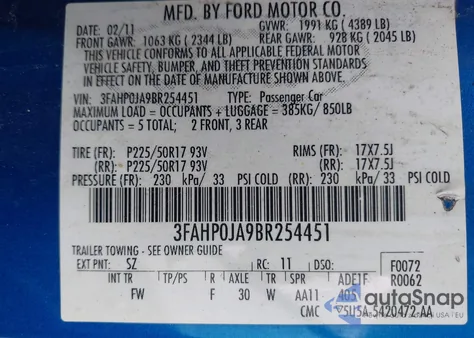 MFD. BY FORD MOTOR CO.
DATE: 02/11 GVWR: 1991 KG ( 4389 LB)
FRONT GAWR: 1063 KG ( 2344 LB) REAR GAWR: 928 KG ( 2045 LB)
THIS VEHICLE CONFORMS TO ALL APPLICABLE FEDERAL MOTOR
VEHICLE SAFETY, BUMPER, AND THEFT PREVENTION STANDARDS
IN EFFECT ON THE DATE OF MANUFACTURE SHOWN ABOVE.
VIN: 3FAHP0JA9BR254451 TYPE: Passenger Car
MAXIMUM LOAD = OCCUPANTS + LUGGAGE = 385KG/ 850LB
OCCUPANTS = 5 TOTAL; 2 FRONT, 3 REAR
TIRE (FR): P225/50R17 93V RIMS (FR): 17X7.5J
(RR): P225/50R17 93V (RR): 17X7.5J
PRESSURE (FR): 230 kPa/ 33 PSI COLD (RR): 230 kPa/ 33 PSI COLD
3FAHP0JA9BR254451
TRAILER TOWING - SEE OWNER GUIDE
EXT PNT: SZ RC: 11 DSO: F0072
INT TR TP/PS R AXLE TR SPR R0062
FW F 30 W AA11
autoSnap
CMC 5420472 AA